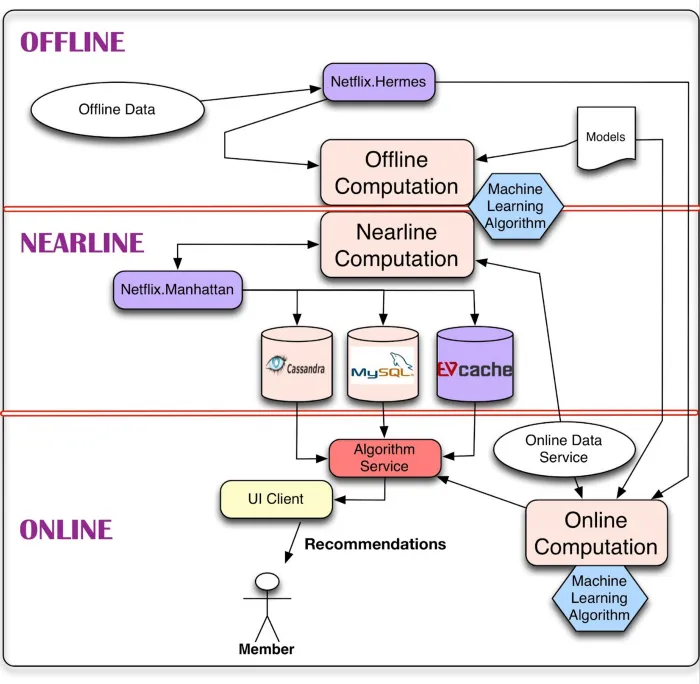 OFFLINE
Netflix.Hermes
Offline Data
Models
Offline
Computation
Machine
Learning
Algorithm
NEARLINE
Nearline
Computation
Netflix.Manhattan
Cassandra
MySQL
EVcache
Algorithm
Service
Online Data
Service
UI Client
ONLINE
Online
Computation
Recommendations
Machine
Learning
Algorithm
Member